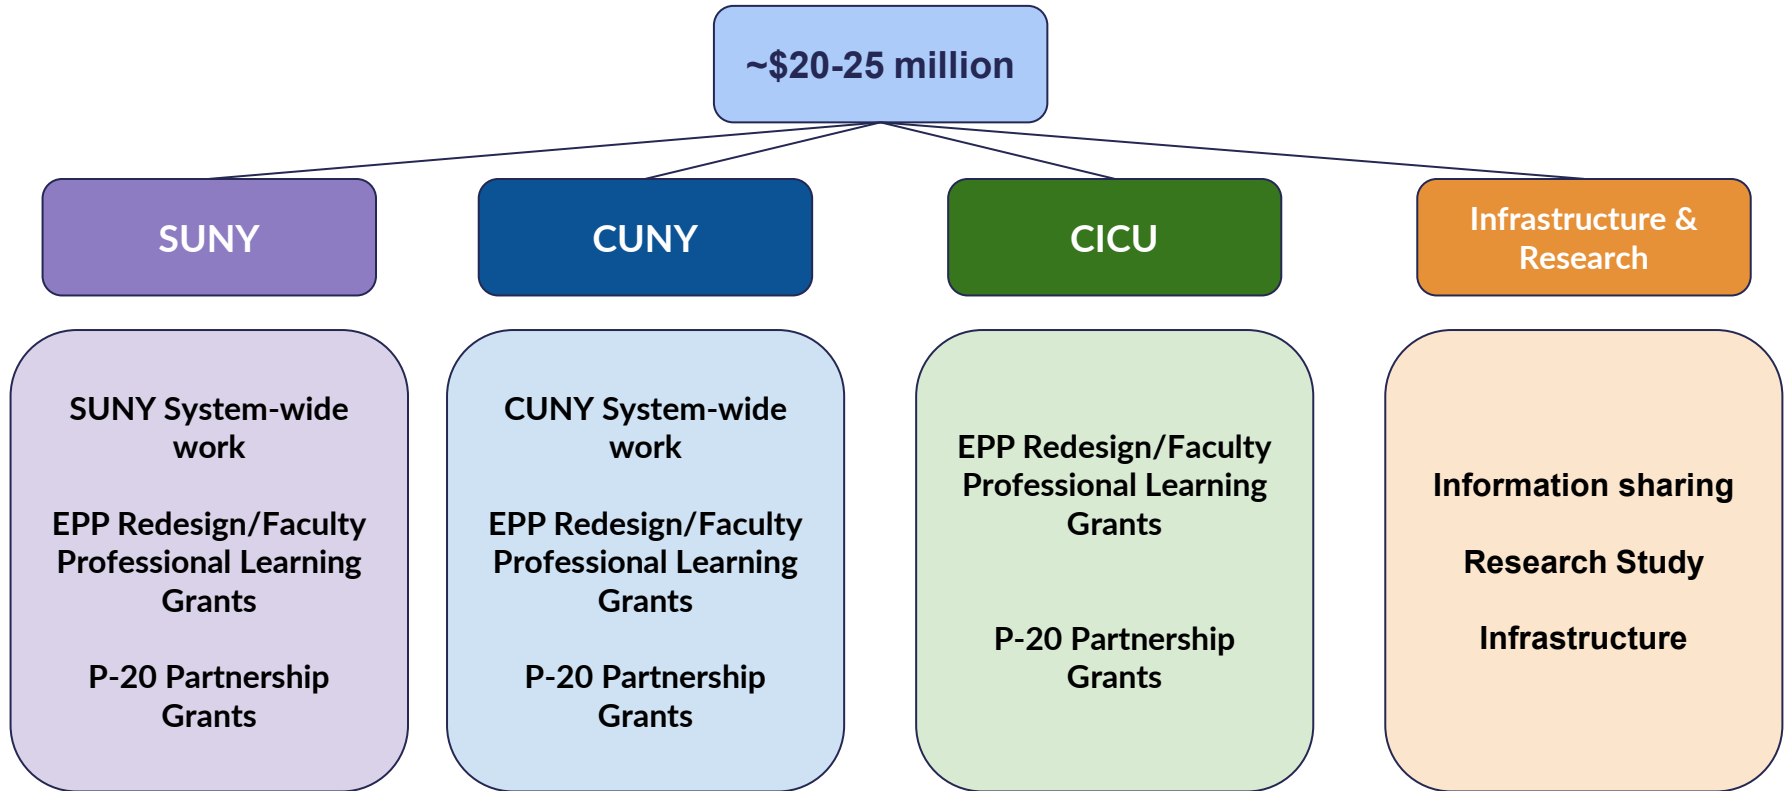 ~$20-25 million
SUNY
CUNY
CICU
Infrastructure &
Research
SUNY System-wide
work
EPP Redesign/Faculty
Professional Learning
Grants
P-20 Partnership
Grants
CUNY System-wide
work
EPP Redesign/Faculty
Professional Learning
Grants
P-20 Partnership
Grants
EPP Redesign/Faculty
Professional Learning
Grants
P-20 Partnership
Grants
Information sharing
Research Study
Infrastructure